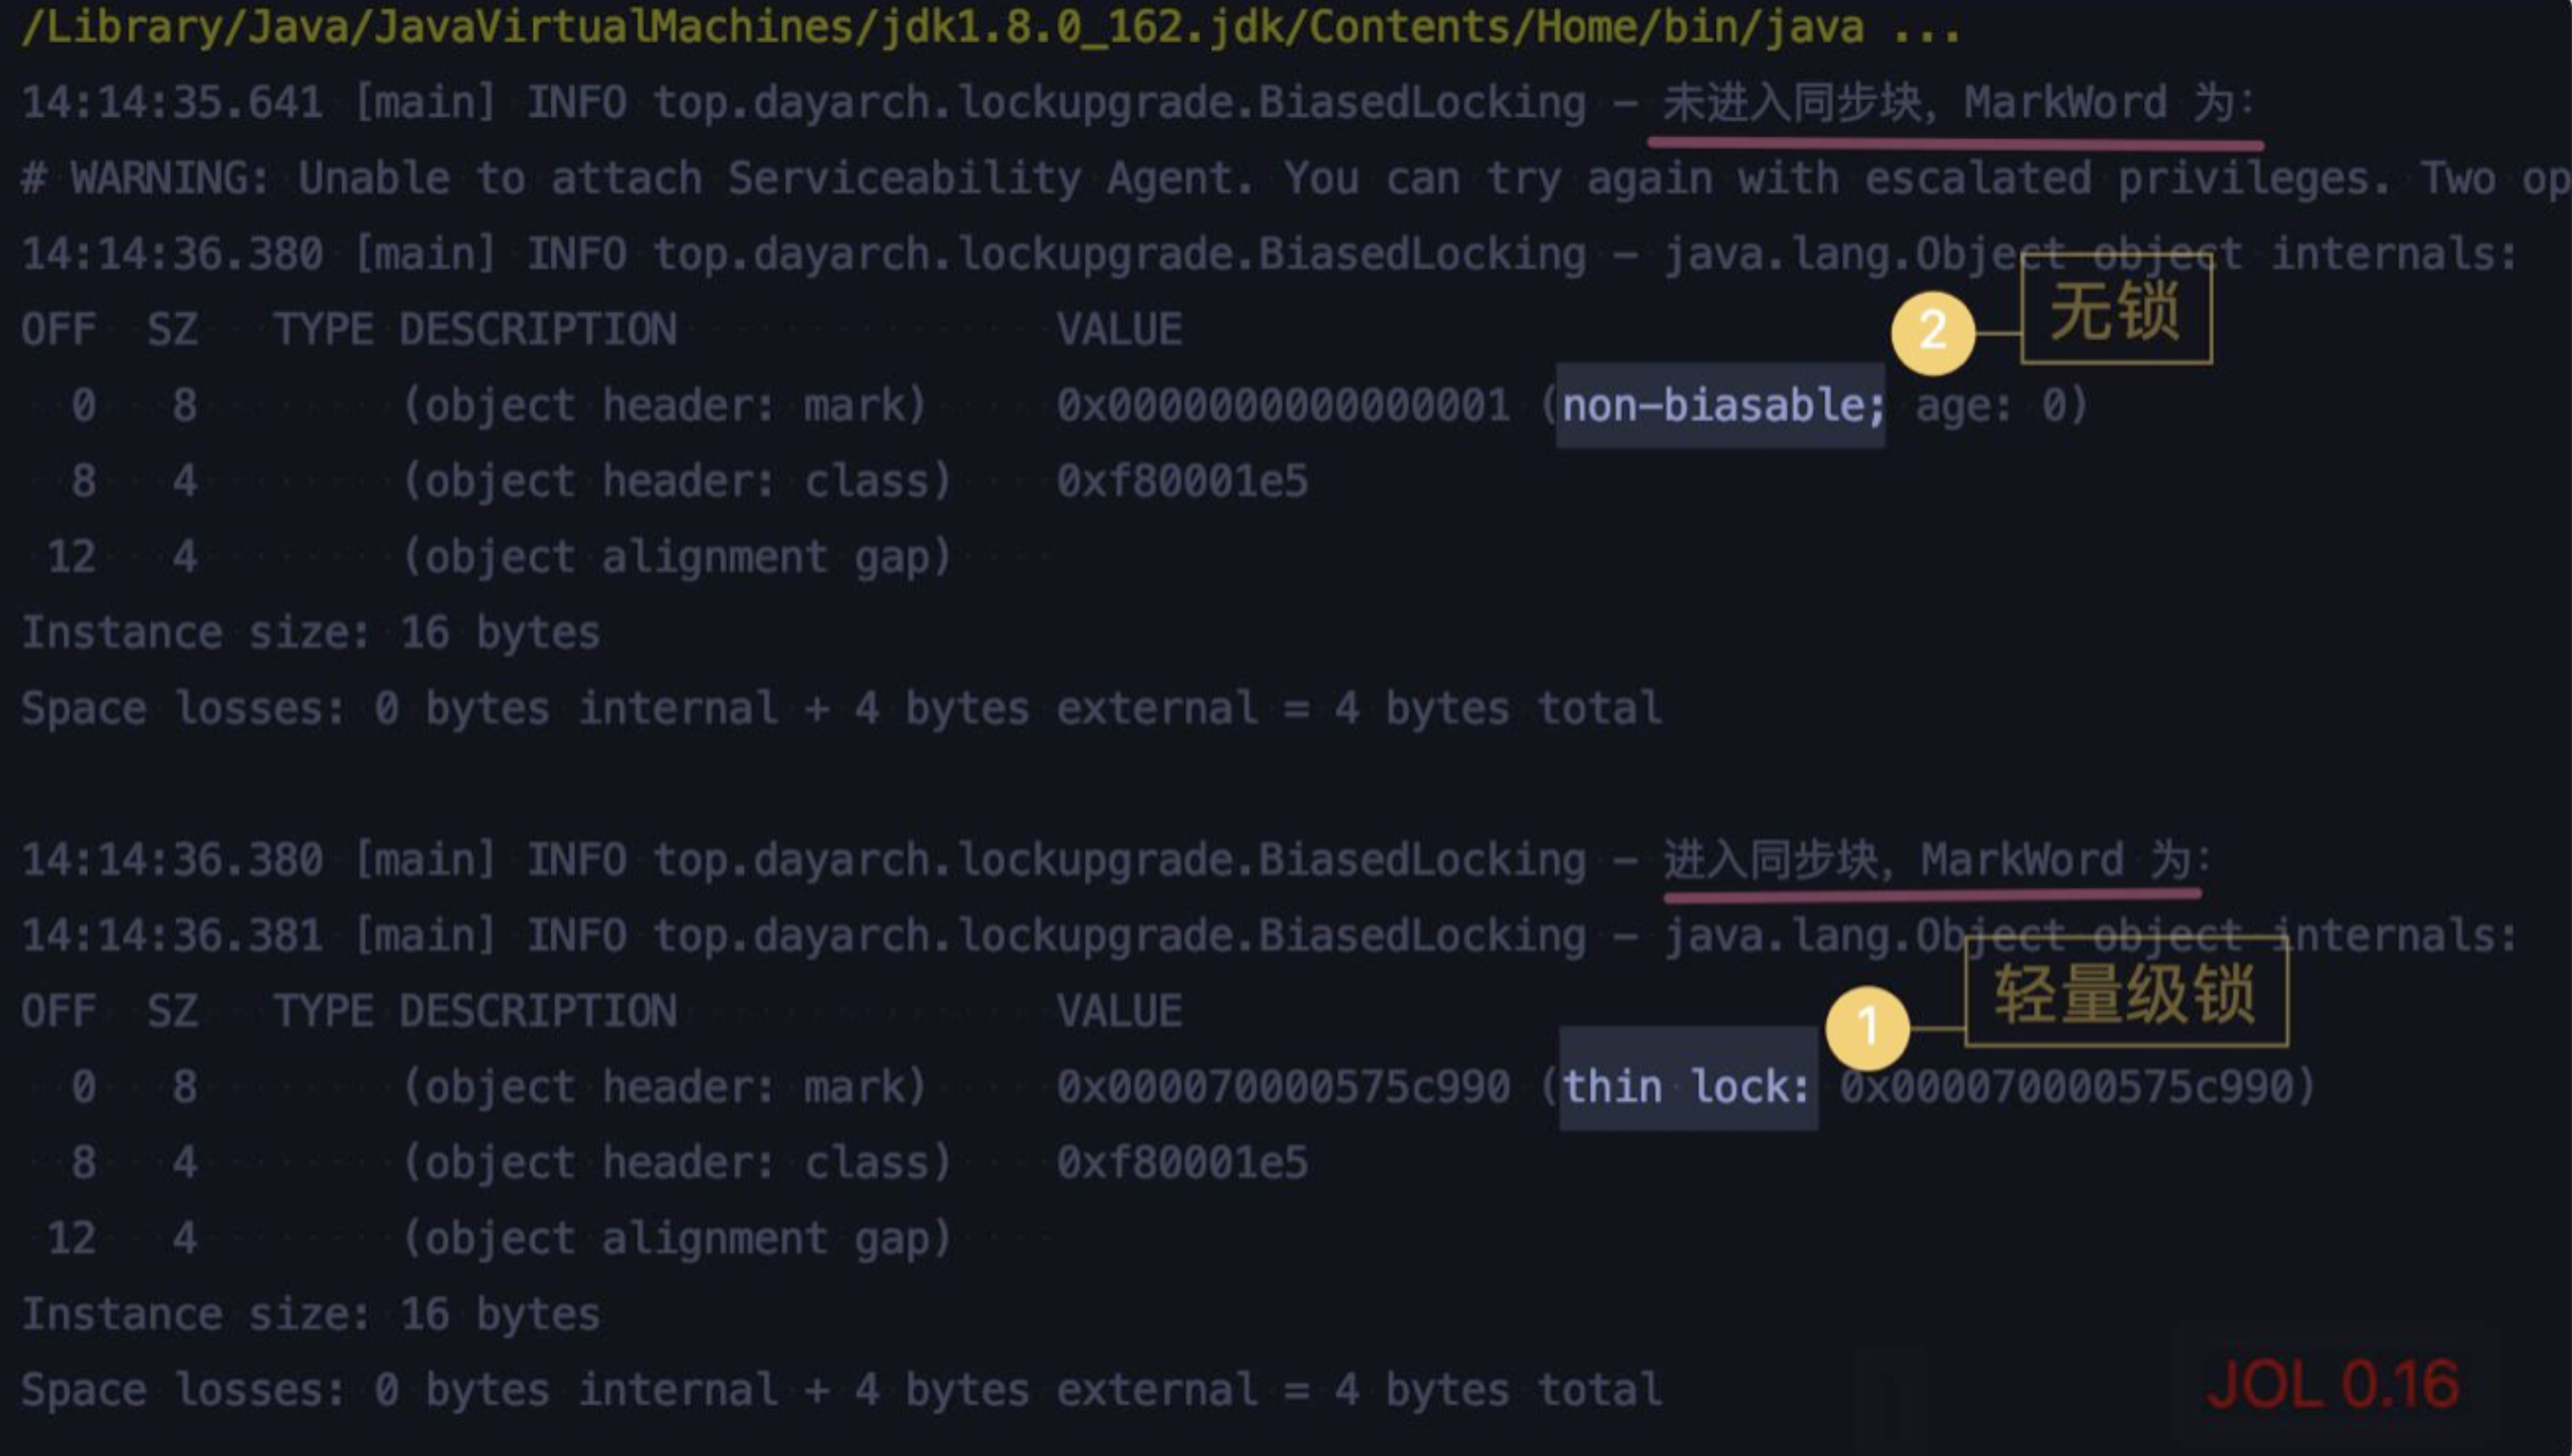 /Library/Java/JavaVirtualMachines/jdk1.8.0_162.jdk/Contents/Home/bin/java ...
14:14:35.641 [main] INFO top.dayarch.lockupgrade.BiasedLocking – 未进入同步块, MarkWord 为:
# WARNING: Unable to attach Serviceability Agent. You can try again with escalated privileges. Two op
14:14:36.380 [main] INFO top.dayarch.lockupgrade.BiasedLocking – java.lang.Object object internals:
2 无锁
OFF SZ TYPE DESCRIPTION VALUE
0 8 (object header: mark) 0x0000000000000001 (non-biasable; age: 0)
8 4 (object header: class) 0xf80001e5
12 4 (object alignment gap)
Instance size: 16 bytes
Space losses: 0 bytes internal + 4 bytes external = 4 bytes total
14:14:36.380 [main] INFO top.dayarch.lockupgrade.BiasedLocking – 进入同步块, MarkWord 为:
14:14:36.381 [main] INFO top.dayarch.lockupgrade.BiasedLocking – java.lang.Object object internals:
1 轻量级锁
OFF SZ TYPE DESCRIPTION VALUE
0 8 (object header: mark) 0x000070000575c990 (thin lock: 0x000070000575c990)
8 4 (object header: class) 0xf80001e5
12 4 (object alignment gap)
Instance size: 16 bytes
Space losses: 0 bytes internal + 4 bytes external = 4 bytes total
JOL 0.16